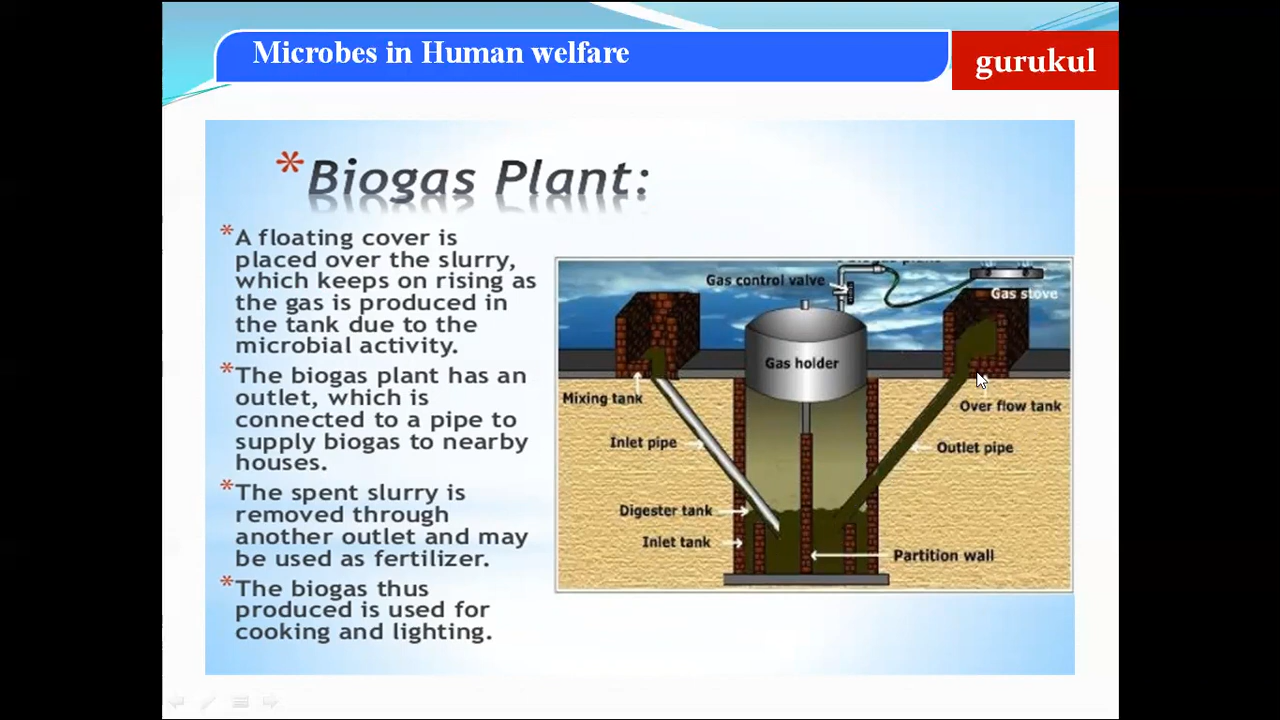 Microbes in Human welfare
gurukul
*Biogas Plant:
*A floating cover is
placed over the slurry,
which keeps on rising as
the gas is produced in
the tank due to the
microbial activity.
*The biogas plant has an
outlet, which is
connected to a pipe to
supply biogas to nearby
houses.
*The spent slurry is
removed through
another outlet and may
be used as fertilizer.
*The biogas thus
produced is used for
cooking and lighting.
Gas control valve
Gas stove
Gas holder
Mixing tank
Over flow tank
Inlet pipe
Outlet pipe
Digester tank
Inlet tank
Partition wall